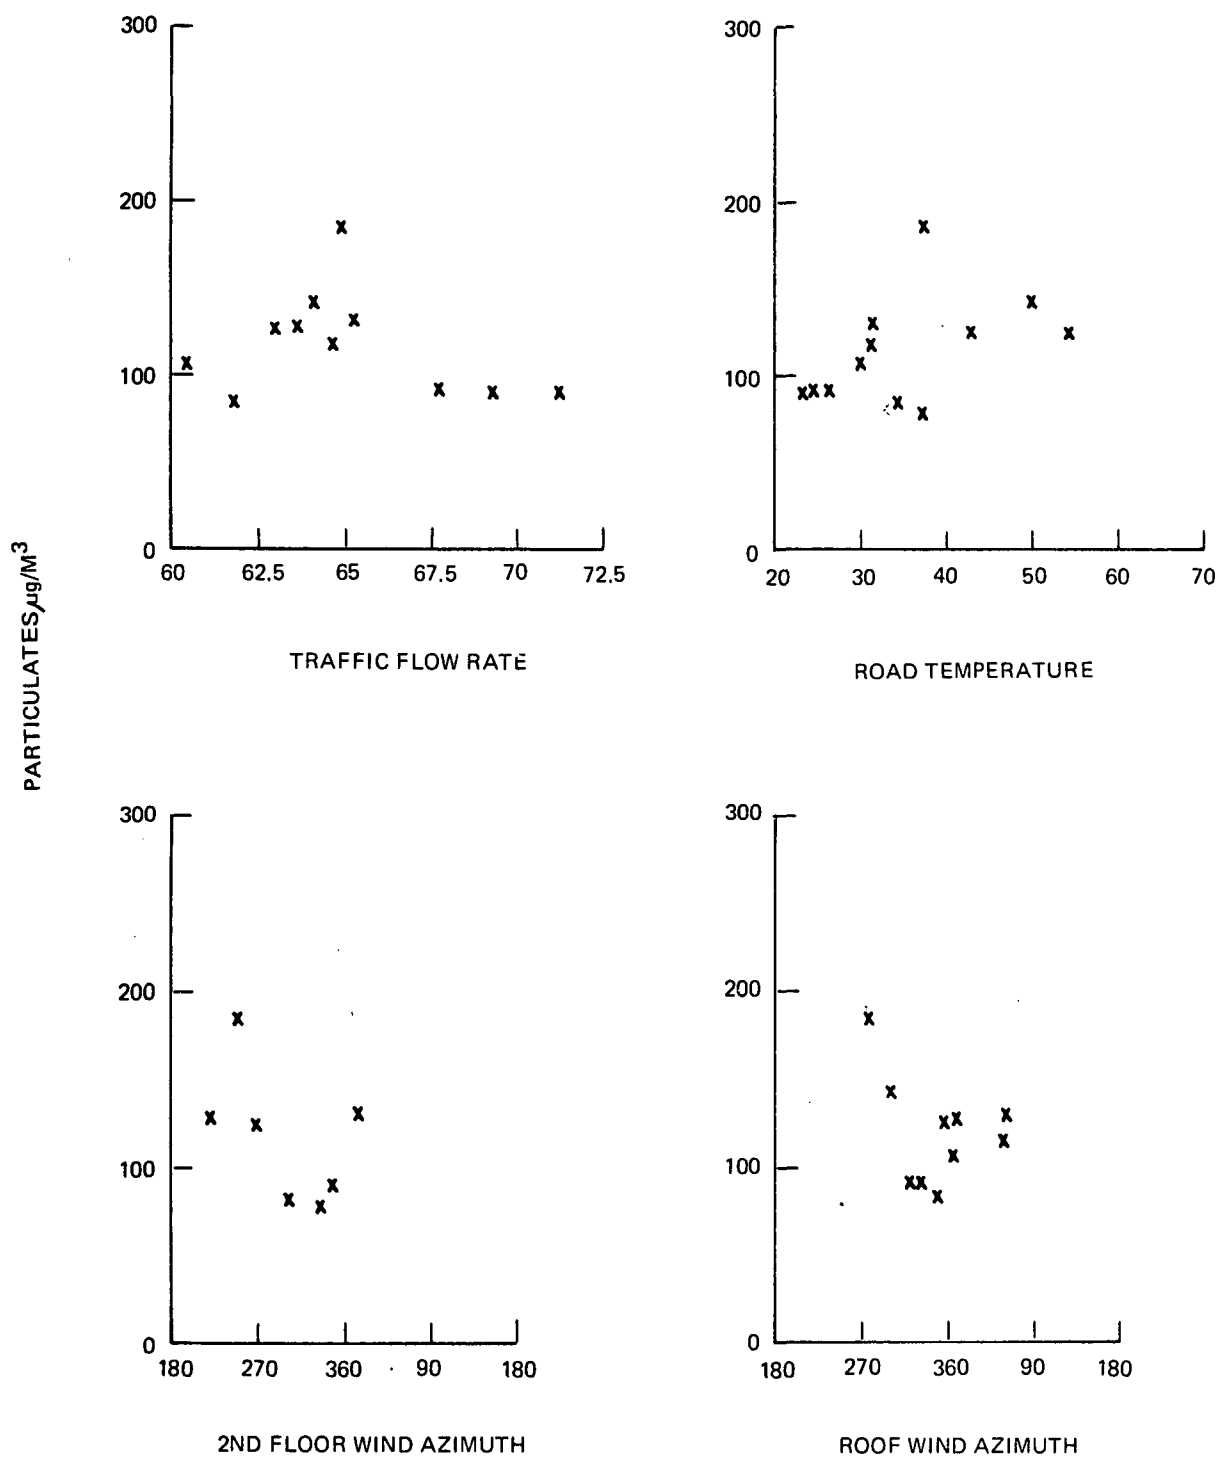 PARTICULATES, µg/M³
300
200
100
0
60 62.5 65 67.5 70 72.5
TRAFFIC FLOW RATE
300
200
100
0
20 30 40 50 60 70
ROAD TEMPERATURE
300
200
100
0
180 270 360 90 180
2ND FLOOR WIND AZIMUTH
300
200
100
0
180 270 360 90 180
ROOF WIND AZIMUTH